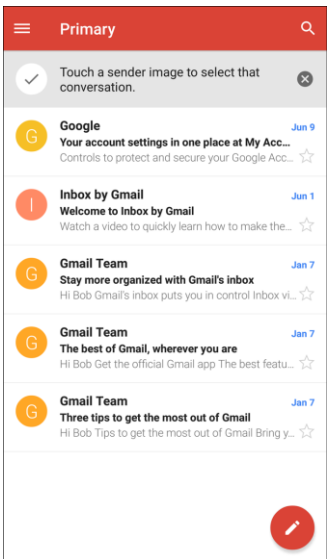 Primary
Touch a sender image to select that
conversation.
G
Google
Jun 9
Your account settings in one place at My Acc...
Controls to protect and secure your Google Acc...
I
Inbox by Gmail
Jun 1
Welcome to Inbox by Gmail
Watch a video to quickly learn how to make the...
G
Gmail Team
Jan 7
Stay more organized with Gmail's inbox
Hi Bob Gmail's inbox puts you in control Inbox vi...
G
Gmail Team
Jan 7
The best of Gmail, wherever you are
Hi Bob Get the official Gmail app The best featu...
G
Gmail Team
Jan 7
Three tips to get the most out of Gmail
Hi Bob Tips to get the most out of Gmail Bring y...